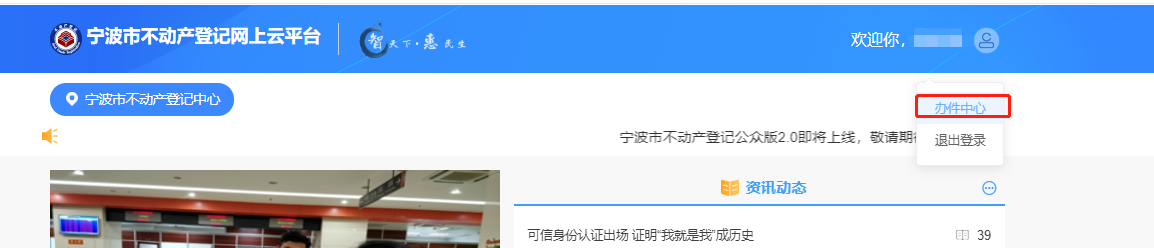 宁波市不动产登记网上云平台
智天下·惠民生
欢迎你，
宁波市不动产登记中心
办件中心
宁波市不动产登记公众版2.0即将上线，敬请期
退出登录
资讯动态
可信身份认证出场 证明“我就是我”成历史 39